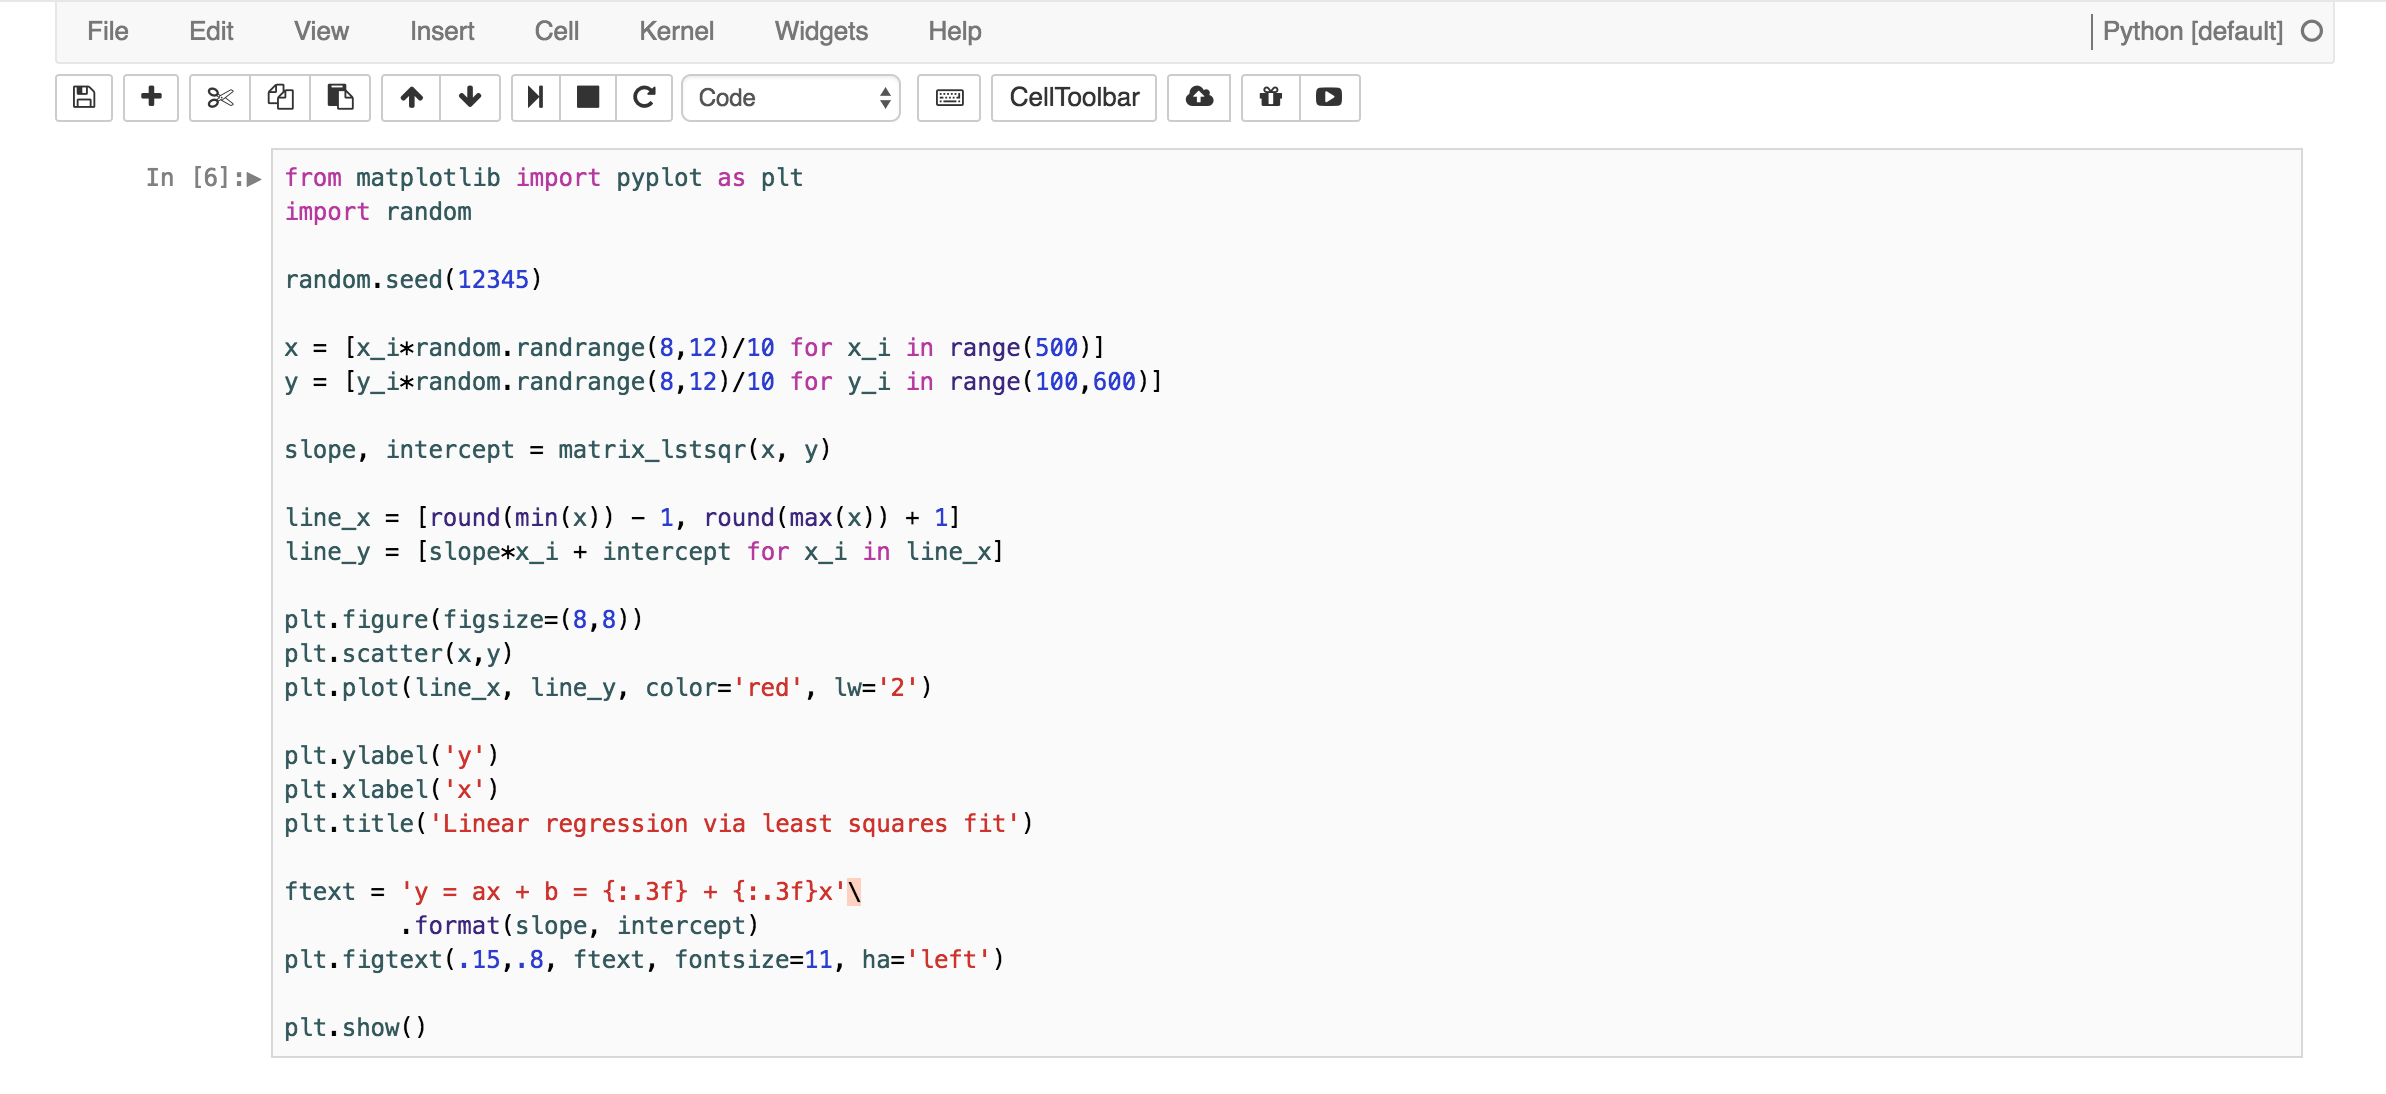 File Edit View Insert Cell Kernel Widgets Help Python [default]
Code CellToolbar
In [6]:
from matplotlib import pyplot as plt
import random

random.seed(12345)

x = [x_i*random.randrange(8,12)/10 for x_i in range(500)]
y = [y_i*random.randrange(8,12)/10 for y_i in range(100,600)]

slope, intercept = matrix_lstsqr(x, y)

line_x = [round(min(x)) - 1, round(max(x)) + 1]
line_y = [slope*x_i + intercept for x_i in line_x]

plt.figure(figsize=(8,8))
plt.scatter(x,y)
plt.plot(line_x, line_y, color='red', lw='2')

plt.ylabel('y')
plt.xlabel('x')
plt.title('Linear regression via least squares fit')

ftext = 'y = ax + b = {:.3f} + {:.3f}x'\
        .format(slope, intercept)
plt.figtext(.15,.8, ftext, fontsize=11, ha='left')

plt.show()